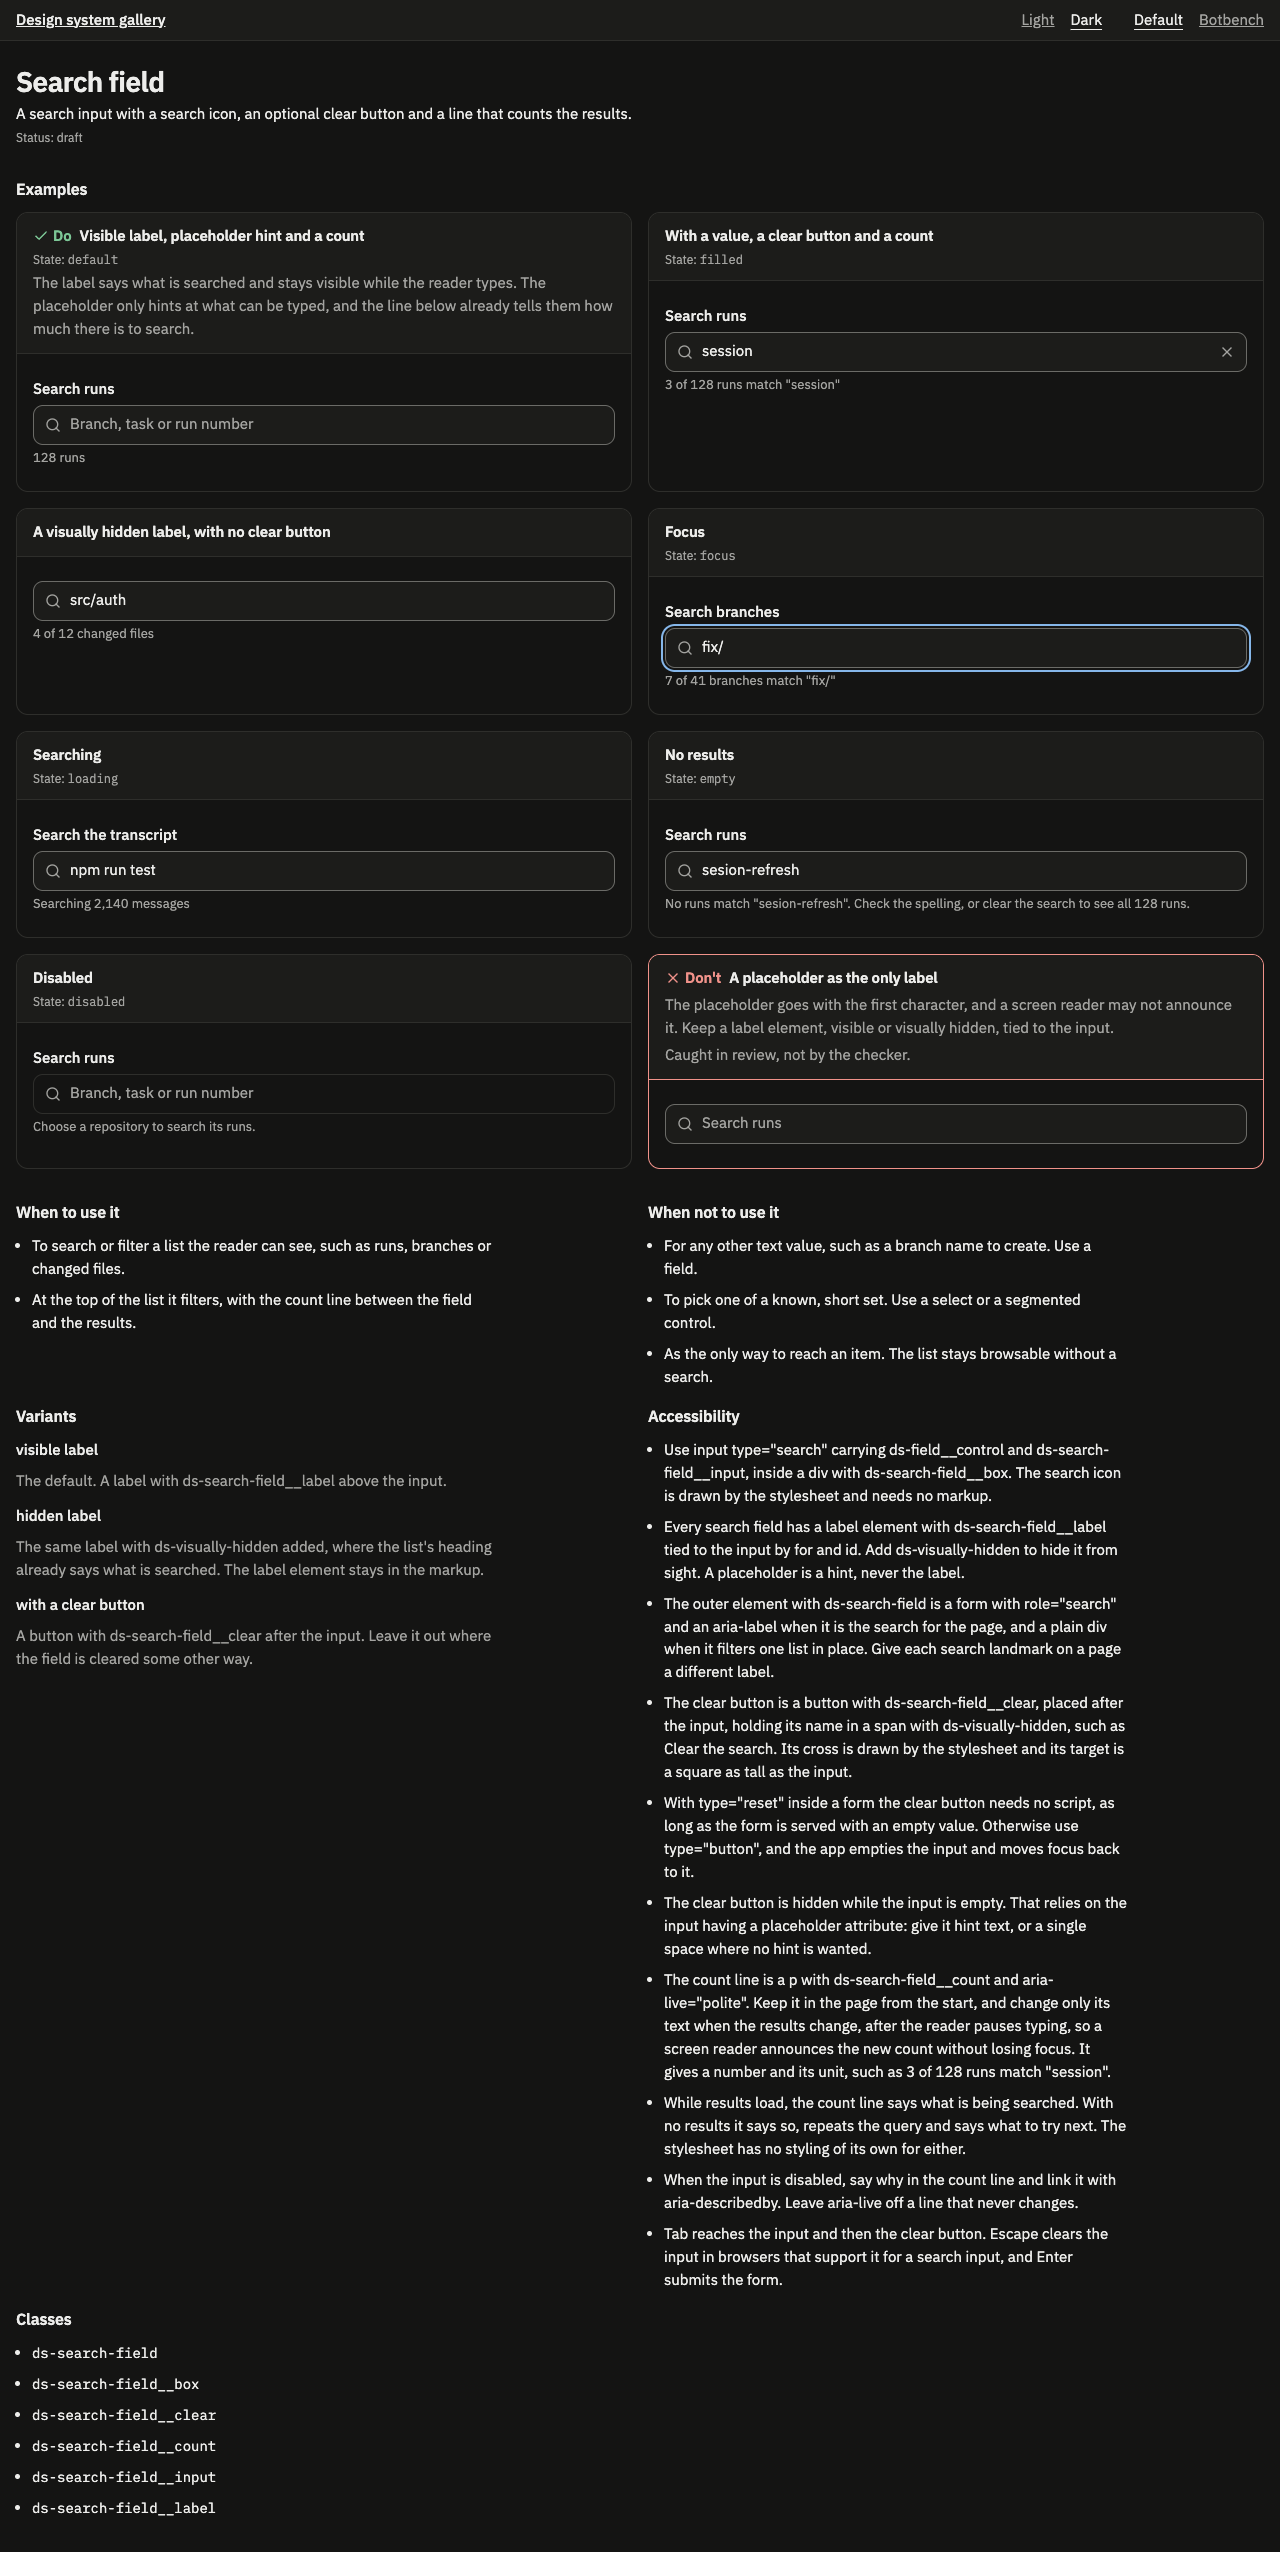 Design system gallery
Light Dark Default Botbench
Search field
A search input with a search icon, an optional clear button and a line that counts the results.
Status: draft
Examples
Do Visible label, placeholder hint and a count
State: default
The label says what is searched and stays visible while the reader types. The
placeholder only hints at what can be typed, and the line below already tells them how
much there is to search.
Search runs
Branch, task or run number
128 runs
With a value, a clear button and a count
State: filled
Search runs
session
3 of 128 runs match "session"
A visually hidden label, with no clear button
src/auth
4 of 12 changed files
Focus
State: focus
Search branches
fix/
7 of 41 branches match "fix/"
Searching
State: loading
Search the transcript
npm run test
Searching 2,140 messages
No results
State: empty
Search runs
sesion-refresh
No runs match "sesion-refresh". Check the spelling, or clear the search to see all 128 runs.
Disabled
State: disabled
Search runs
Branch, task or run number
Choose a repository to search its runs.
Don't A placeholder as the only label
The placeholder goes with the first character, and a screen reader may not announce
it. Keep a label element, visible or visually hidden, tied to the input.
Caught in review, not by the checker.
Search runs
When to use it
To search or filter a list the reader can see, such as runs, branches or
changed files.
At the top of the list it filters, with the count line between the field
and the results.
When not to use it
For any other text value, such as a branch name to create. Use a
field.
To pick one of a known, short set. Use a select or a segmented
control.
As the only way to reach an item. The list stays browsable without a
search.
Variants
visible label
The default. A label with ds-search-field__label above the input.
hidden label
The same label with ds-visually-hidden added, where the list's heading
already says what is searched. The label element stays in the markup.
with a clear button
A button with ds-search-field__clear after the input. Leave it out where
the field is cleared some other way.
Accessibility
Use input type="search" carrying ds-field__control and ds-search-
field__input, inside a div with ds-search-field__box. The search icon
is drawn by the stylesheet and needs no markup.
Every search field has a label element with ds-search-field__label
tied to the input by for and id. Add ds-visually-hidden to hide it from
sight. A placeholder is a hint, never the label.
The outer element with ds-search-field is a form with role="search"
and an aria-label when it is the search for the page, and a plain div
when it filters one list in place. Give each search landmark on a page
a different label.
The clear button is a button with ds-search-field__clear, placed after
the input, holding its name in a span with ds-visually-hidden, such as
Clear the search. Its cross is drawn by the stylesheet and its target is
a square as tall as the input.
With type="reset" inside a form the clear button needs no script, as
long as the form is served with an empty value. Otherwise use
type="button", and the app empties the input and moves focus back
to it.
The clear button is hidden while the input is empty. That relies on the
input having a placeholder attribute: give it hint text, or a single
space where no hint is wanted.
The count line is a p with ds-search-field__count and aria-
live="polite". Keep it in the page from the start, and change only its
text when the results change, after the reader pauses typing, so a
screen reader announces the new count without losing focus. It
gives a number and its unit, such as 3 of 128 runs match "session".
While results load, the count line says what is being searched. With
no results it says so, repeats the query and says what to try next. The
stylesheet has no styling of its own for either.
When the input is disabled, say why in the count line and link it with
aria-describedby. Leave aria-live off a line that never changes.
Tab reaches the input and then the clear button. Escape clears the
input in browsers that support it for a search input, and Enter
submits the form.
Classes
ds-search-field
ds-search-field__box
ds-search-field__clear
ds-search-field__count
ds-search-field__input
ds-search-field__label